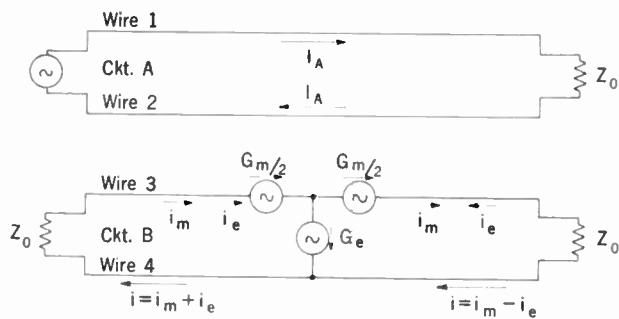 Wire 1
Ckt. A
Wire 2
I_A
I_A
Z_0
G_m/2
G_m/2
Wire 3
i_m
i_e
i_m
i_e
Z_0
Ckt. B
G_e
Z_0
Wire 4
i=i_m+i_e
i=i_m-i_e